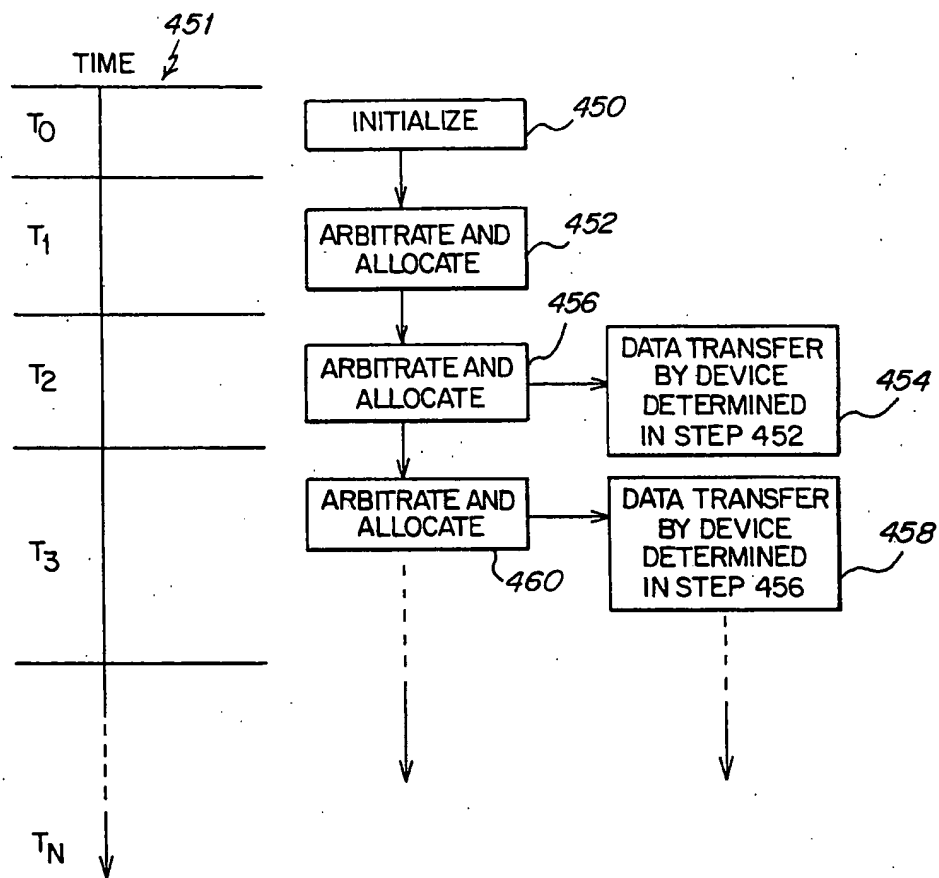 451
TIME
T0
INITIALIZE
450
T1
ARBITRATE AND
ALLOCATE
452
T2
ARBITRATE AND
ALLOCATE
456
DATA TRANSFER
BY DEVICE
DETERMINED
IN STEP 452
454
T3
ARBITRATE AND
ALLOCATE
460
DATA TRANSFER
BY DEVICE
DETERMINED
IN STEP 456
458
TN